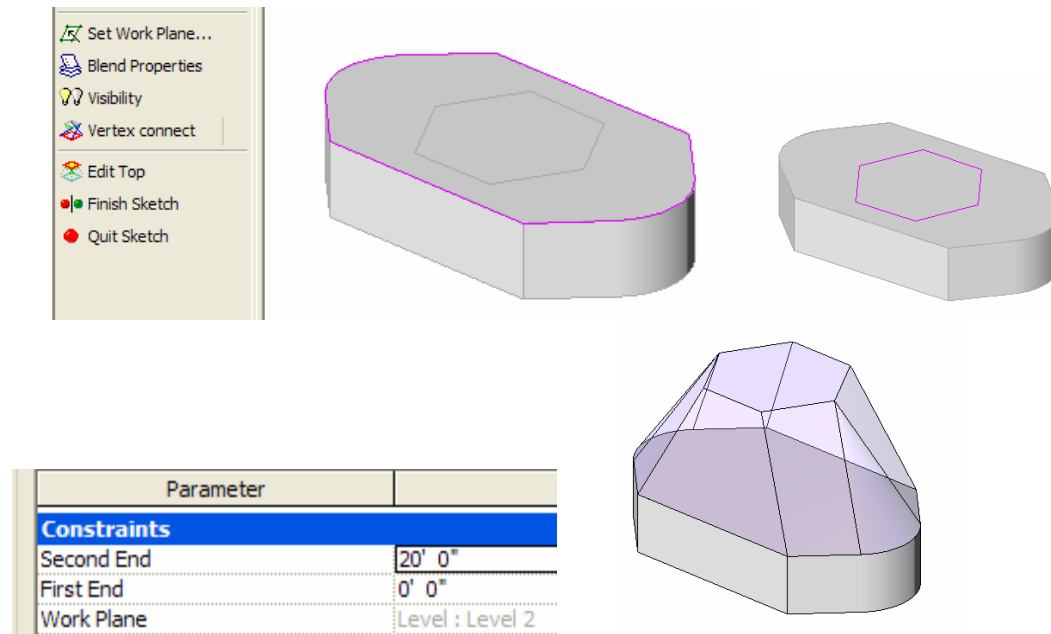 Set Work Plane...
Blend Properties
Visibility
Vertex connect
Edit Top
Finish Sketch
Quit Sketch
Parameter
Constraints
Second End 20' 0"
First End 0' 0"
Work Plane Level : Level 2